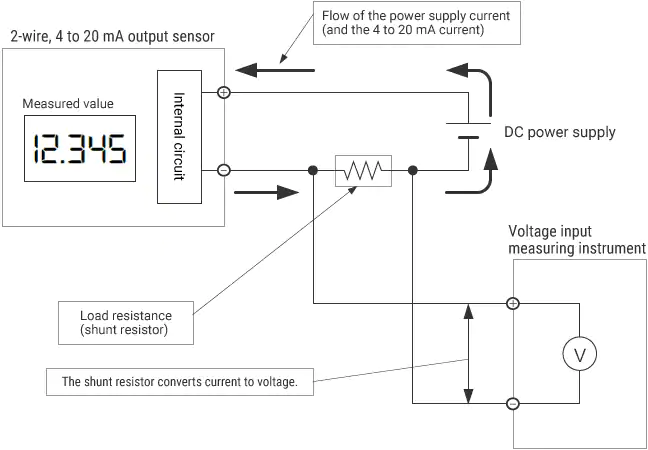 Flow of the power supply current
(and the 4 to 20 mA current)
2-wire, 4 to 20 mA output sensor
Measured value
12.345
Internal circuit
+
−
DC power supply
Voltage input
measuring instrument
Load resistance
(shunt resistor)
+
V
The shunt resistor converts current to voltage.
−